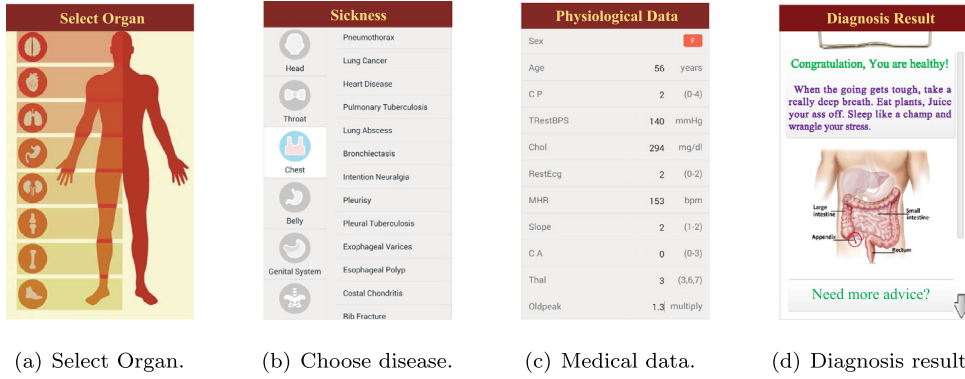 Select Organ
Sickness
Head
Throat
Chest
Belly
Genital System
Pneumothorax
Lung Cancer
Heart Disease
Pulmonary Tuberculosis
Lung Abscess
Bronchiectasis
Intention Neuralgia
Pleurisy
Pleural Tuberculosis
Exophageal Varices
Esophageal Polyp
Costal Chondritis
Rib Fracture
Physiological Data
Sex F
Age 56 years
C P 2 (0-4)
TRestBPS 140 mmHg
Chol 294 mg/dl
RestEcg 2 (0-2)
MHR 153 bpm
Slope 2 (1-2)
C A 0 (0-3)
Thal 3 (3,6,7)
Oldpeak 1.3 multiply
Diagnosis Result
Congratulation, You are healthy!
When the going gets tough, take a
really deep breath. Eat plants, Juice
your ass off. Sleep like a champ and
wrangle your stress.
Large
intestine
Small
intestine
Appendix
Rectum
Need more advice?
(a) Select Organ.
(b) Choose disease.
(c) Medical data.
(d) Diagnosis result